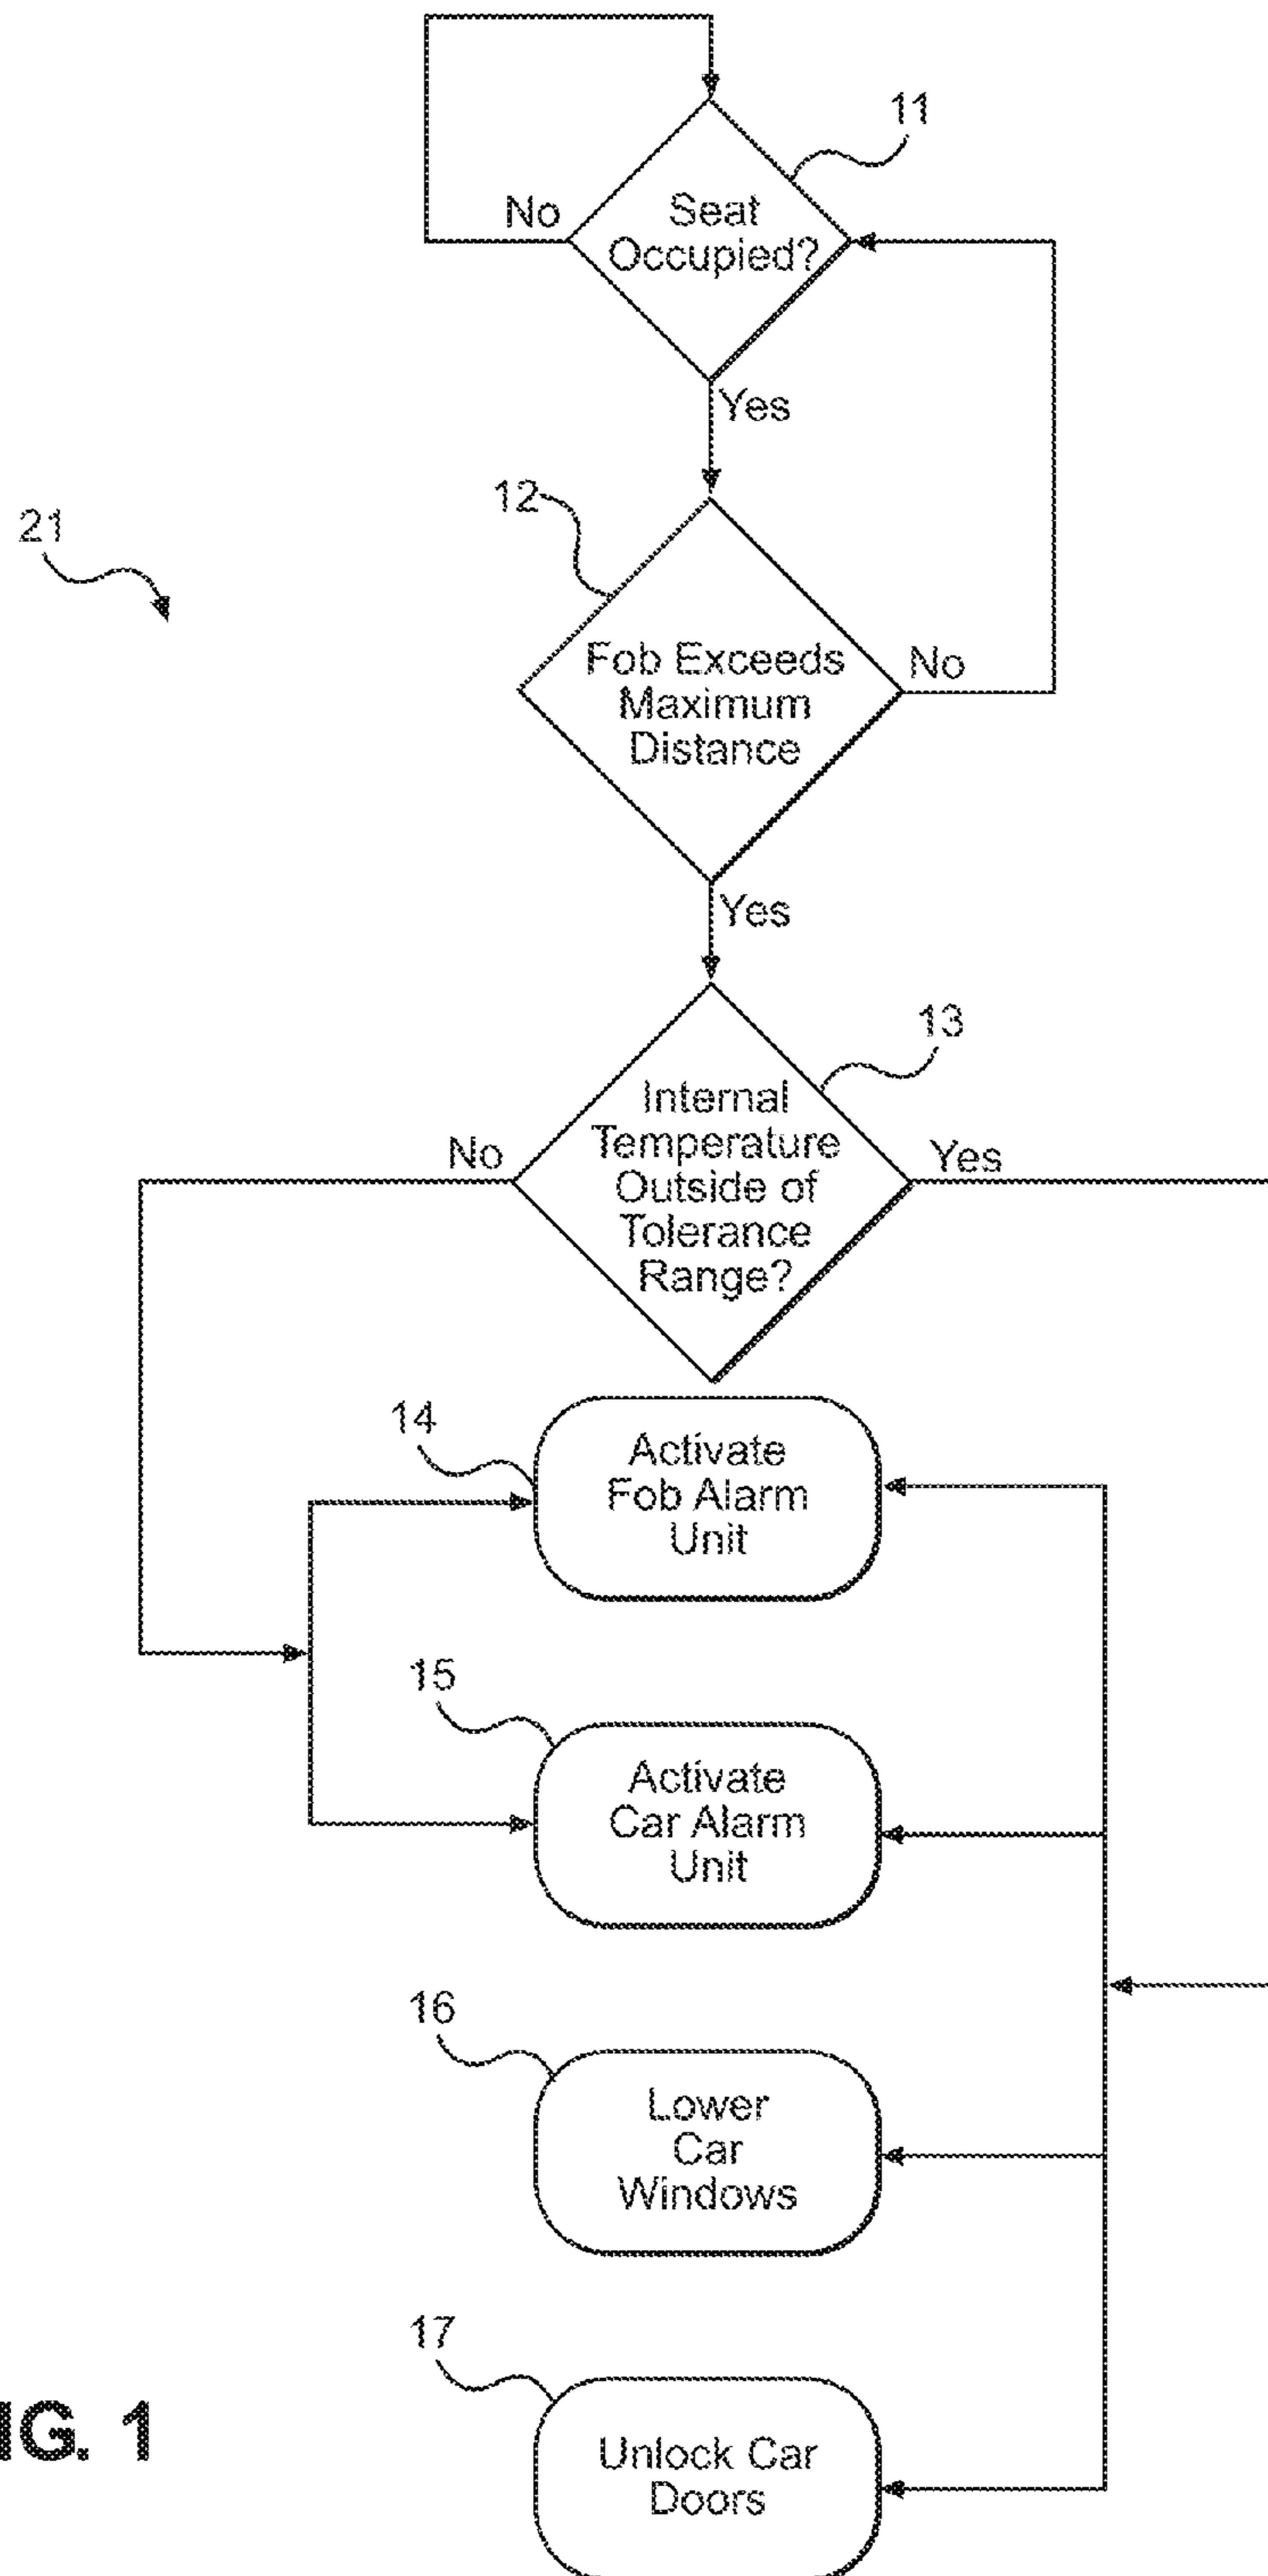 11
No
Seat
Occupied?
Yes
12
21
Fob Exceeds
Maximum
Distance
No
Yes
13
Internal
Temperature
Outside of
Tolerance
Range?
No
Yes
14
Activate
Fob Alarm
Unit
15
Activate
Car Alarm
Unit
16
Lower
Car
Windows
17
Unlock Car
Doors
IG. 1